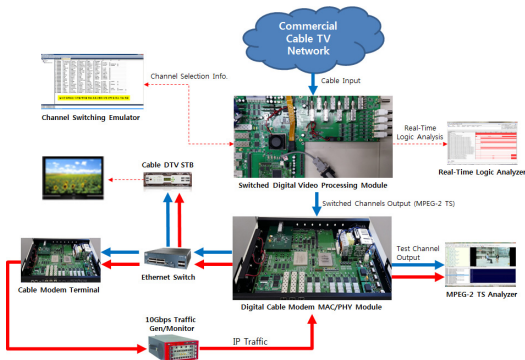 Commercial
Cable TV
Network
Cable Input
Channel Selection Info.
Channel Switching Emulator
Real-Time
Logic Analysis
Real-Time Logic Analyzer
Cable DTV STB
Switched Digital Video Processing Module
Switched Channels Output (MPEG-2 TS)
Test Channel
Output
Ethernet Switch
Cable Modem Terminal
Digital Cable Modem MAC/PHY Module
MPEG-2 TS Analyzer
10Gbps Traffic
Gen/Monitor
IP Traffic